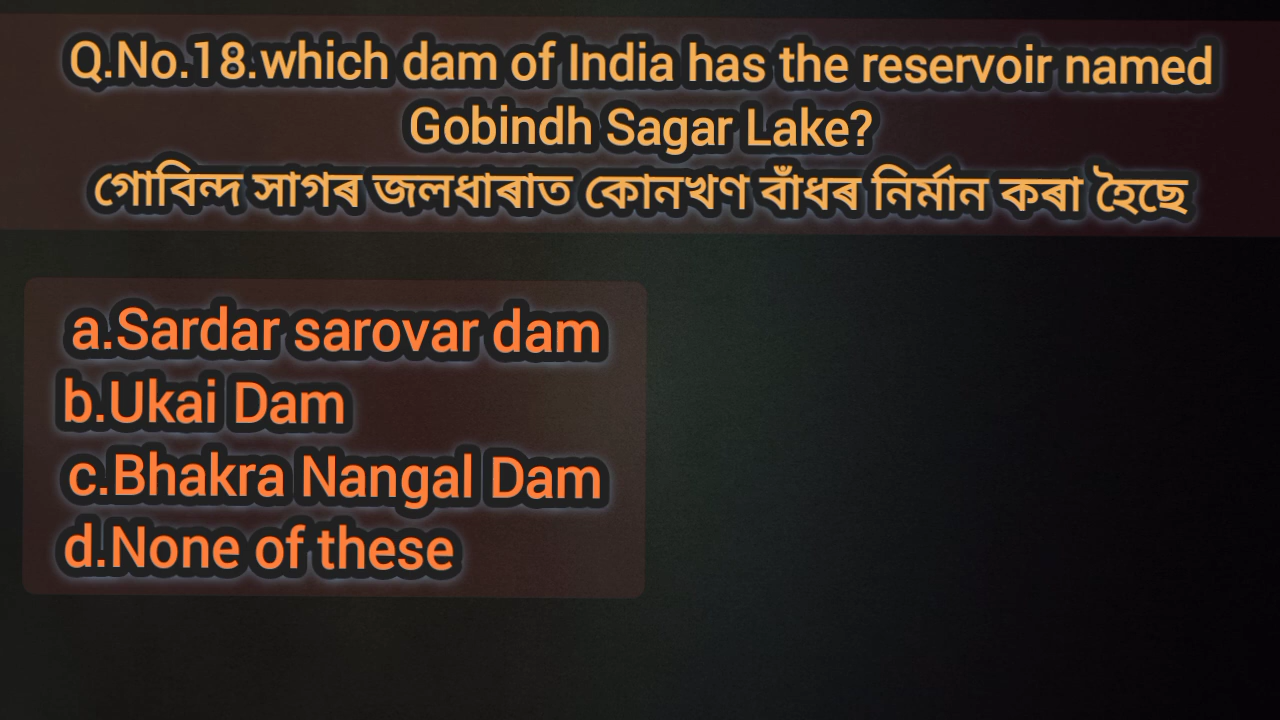 Q.No.18.which dam of India has the reservoir named
Gobindh Sagar Lake?
গোবিন্দ সাগৰ জলধাৰাত কোনখণ বাঁধৰ নিৰ্মান কৰা হৈছে
a.Sardar sarovar dam
b.Ukai Dam
c.Bhakra Nangal Dam
d.None of these